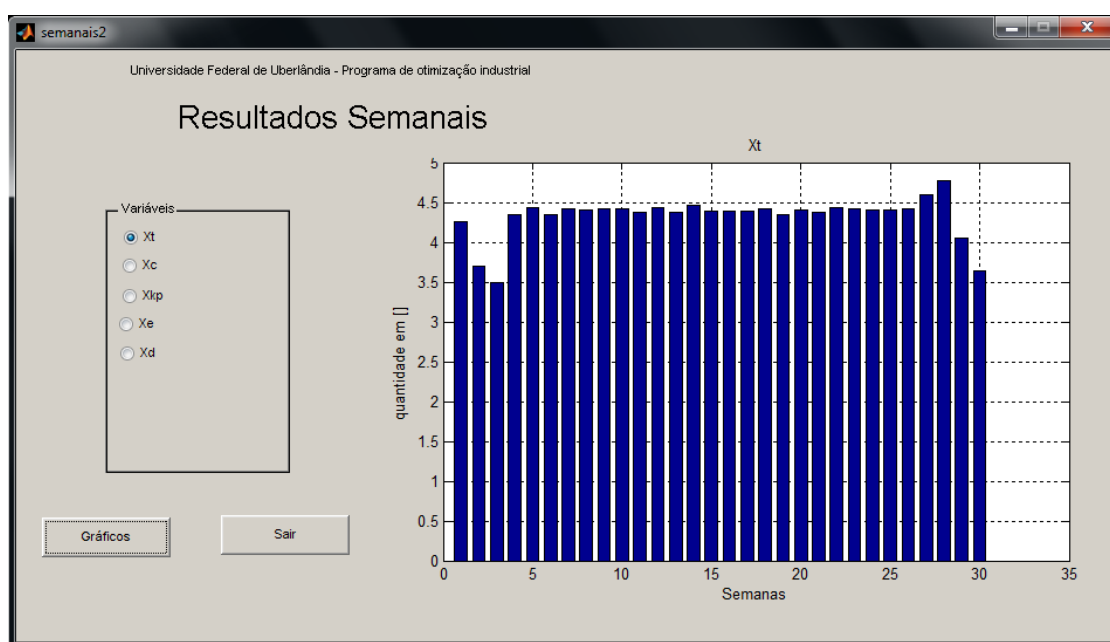 semanais2
Universidade Federal de Uberlândia - Programa de otimização industrial
Resultados Semanais
Variáveis
Xt
Xc
Xkp
Xe
Xd
Gráficos
Sair
Xt
quantidade em []
5
4.5
4
3.5
3
2.5
2
1.5
1
0.5
0
0 5 10 15 20 25 30 35
Semanas